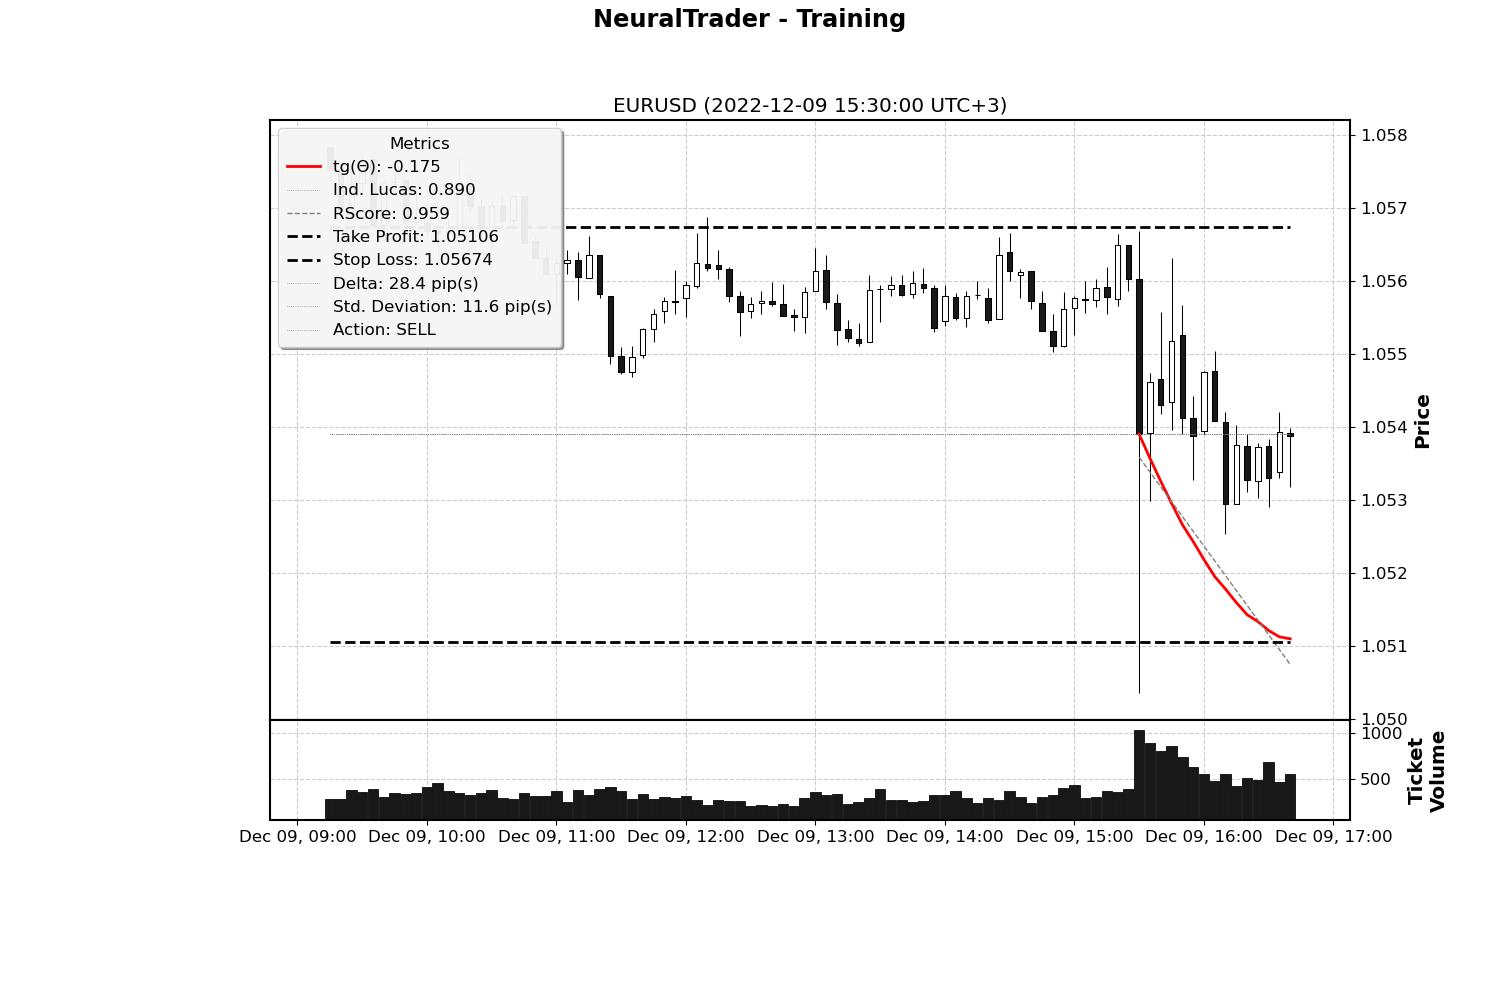 NeuralTrader - Training
EURUSD (2022-12-09 15:30:00 UTC+3)
Metrics
tg(Θ): -0.175
Ind. Lucas: 0.890
RScore: 0.959
Take Profit: 1.05106
Stop Loss: 1.05674
Delta: 28.4 pip(s)
Std. Deviation: 11.6 pip(s)
Action: SELL
1.058
1.057
1.056
1.055
1.054
1.053
1.052
1.051
1.050
Price
1000
500
Ticket
Volume
Dec 09, 09:00 Dec 09, 10:00 Dec 09, 11:00 Dec 09, 12:00 Dec 09, 13:00 Dec 09, 14:00 Dec 09, 15:00 Dec 09, 16:00 Dec 09, 17:00